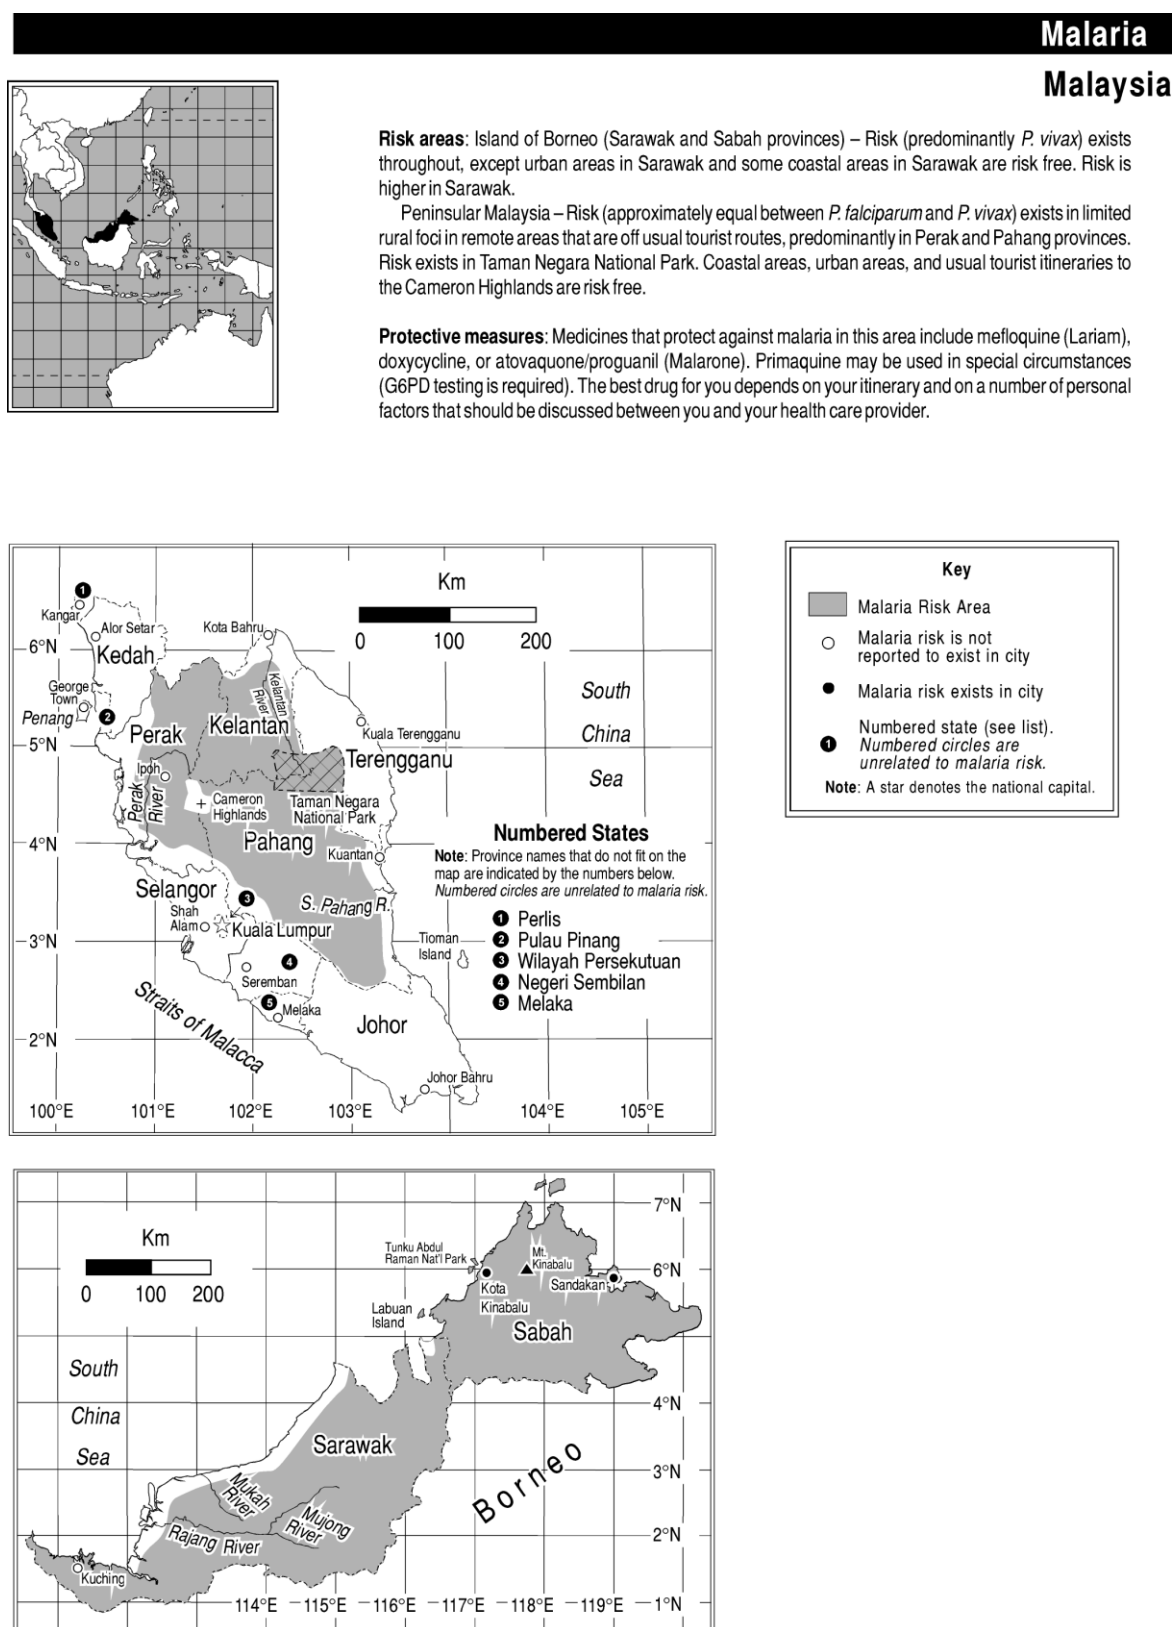 Malaria
Malaysia
Risk areas: Island of Borneo (Sarawak and Sabah provinces) – Risk (predominantly P. vivax) exists
throughout, except urban areas in Sarawak and some coastal areas in Sarawak are risk free. Risk is
higher in Sarawak.
Peninsular Malaysia – Risk (approximately equal between P. falciparum and P. vivax) exists in limited
rural foci in remote areas that are off usual tourist routes, predominantly in Perak and Pahang provinces.
Risk exists in Taman Negara National Park. Coastal areas, urban areas, and usual tourist itineraries to
the Cameron Highlands are risk free.
Protective measures: Medicines that protect against malaria in this area include mefloquine (Lariam),
doxycycline, or atovaquone/proguanil (Malarone). Primaquine may be used in special circumstances
(G6PD testing is required). The best drug for you depends on your itinerary and on a number of personal
factors that should be discussed between you and your health care provider.
Km
0 100 200
1
Kangar
Alor Setar
Kota Bahru
6°N
Kedah
George
Town
Penang
2
Kelantan
River
South
China
Sea
Kelantan
Perak
Kuala Terengganu
5°N
Terengganu
Ipoh
Perak
River
Cameron
Highlands
Taman Negara
National Park
4°N
Pahang
Kuantan
Selangor
3
S. Pahang R.
Shah
Alam
Kuala Lumpur
3°N
Tioman
Island
4
Seremban
5
Melaka
Straits of Malacca
Johor
2°N
Johor Bahru
100°E 101°E 102°E 103°E 104°E 105°E
Numbered States
Note: Province names that do not fit on the
map are indicated by the numbers below.
Numbered circles are unrelated to malaria risk.
1 Perlis
2 Pulau Pinang
3 Wilayah Persekutuan
4 Negeri Sembilan
5 Melaka
Key
Malaria Risk Area
Malaria risk is not
reported to exist in city
Malaria risk exists in city
1 Numbered state (see list).
Numbered circles are
unrelated to malaria risk.
Note: A star denotes the national capital.
Km
0 100 200
7°N
Tunku Abdul
Raman Nat'l Park
Mt.
Kinabalu
6°N
Kota
Kinabalu
Sandakan
Labuan
Island
Sabah
South
China
Sea
4°N
Sarawak
Borneo
3°N
Mukah
River
Mujong
River
Rajang River
2°N
Kuching
114°E 115°E 116°E 117°E 118°E 119°E 1°N